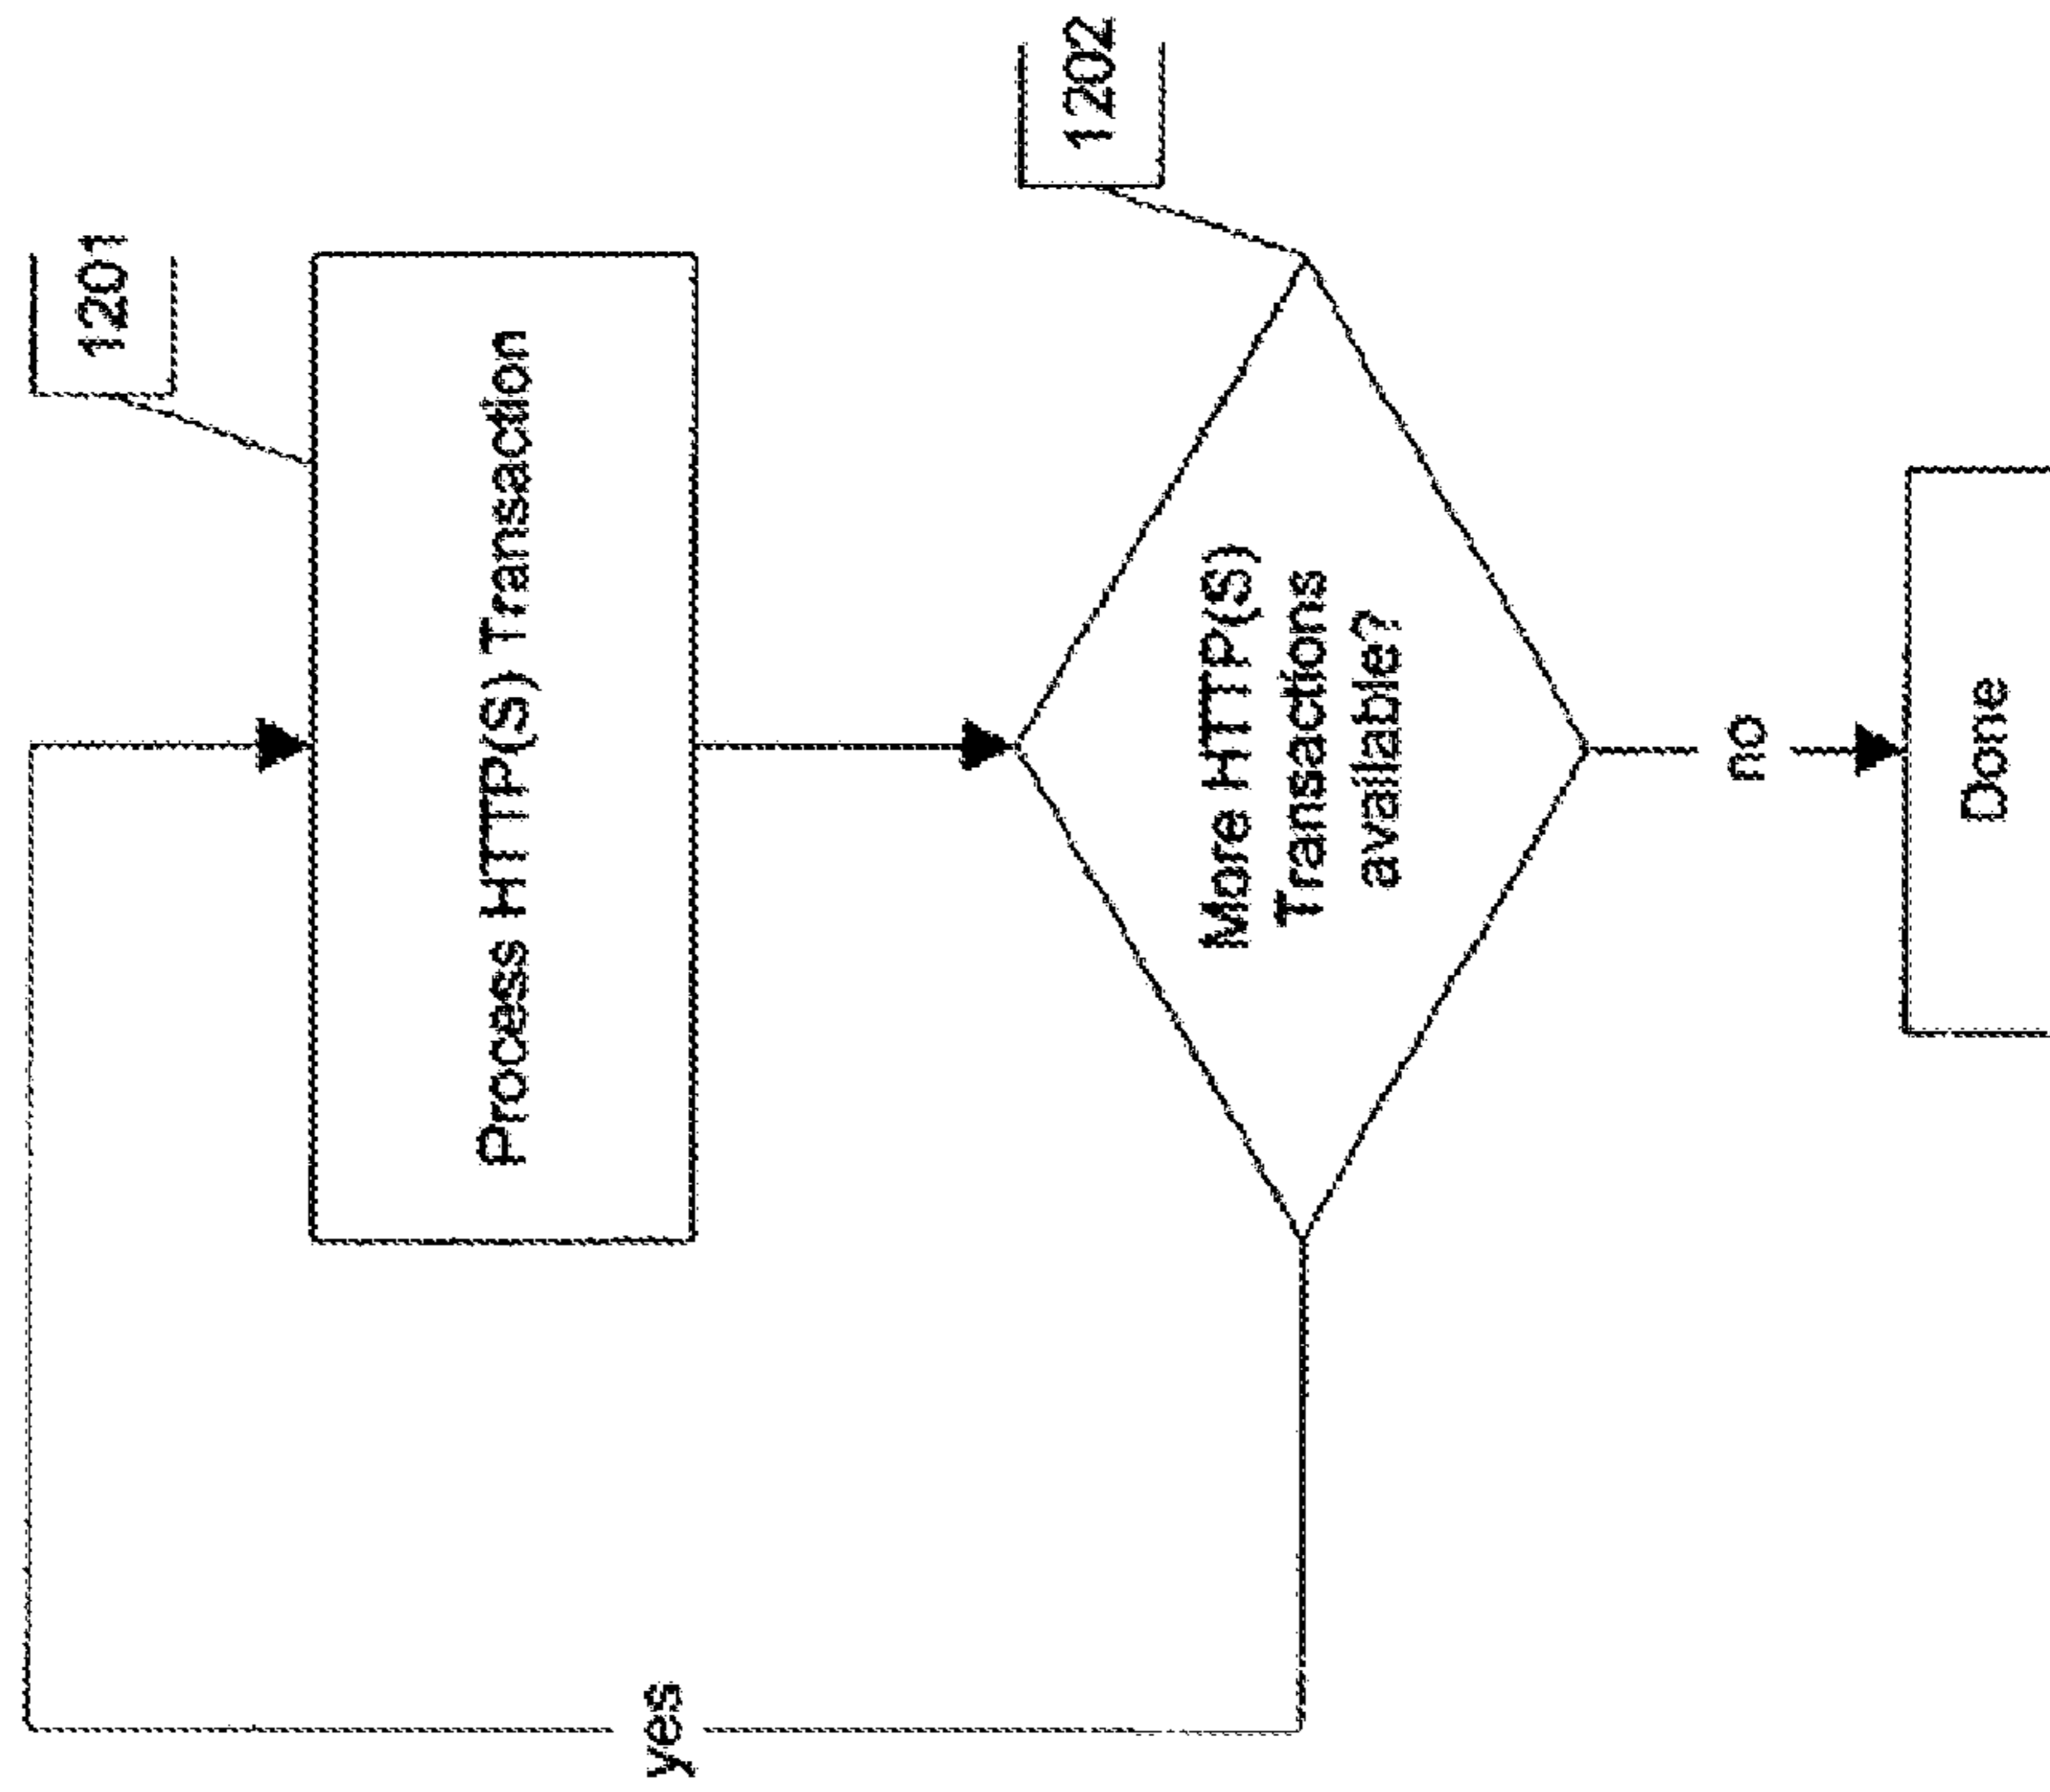 1201
Process HTTP(S) Transaction
1202
More HTTP(S)
Transactions
available?
yes
no
Done